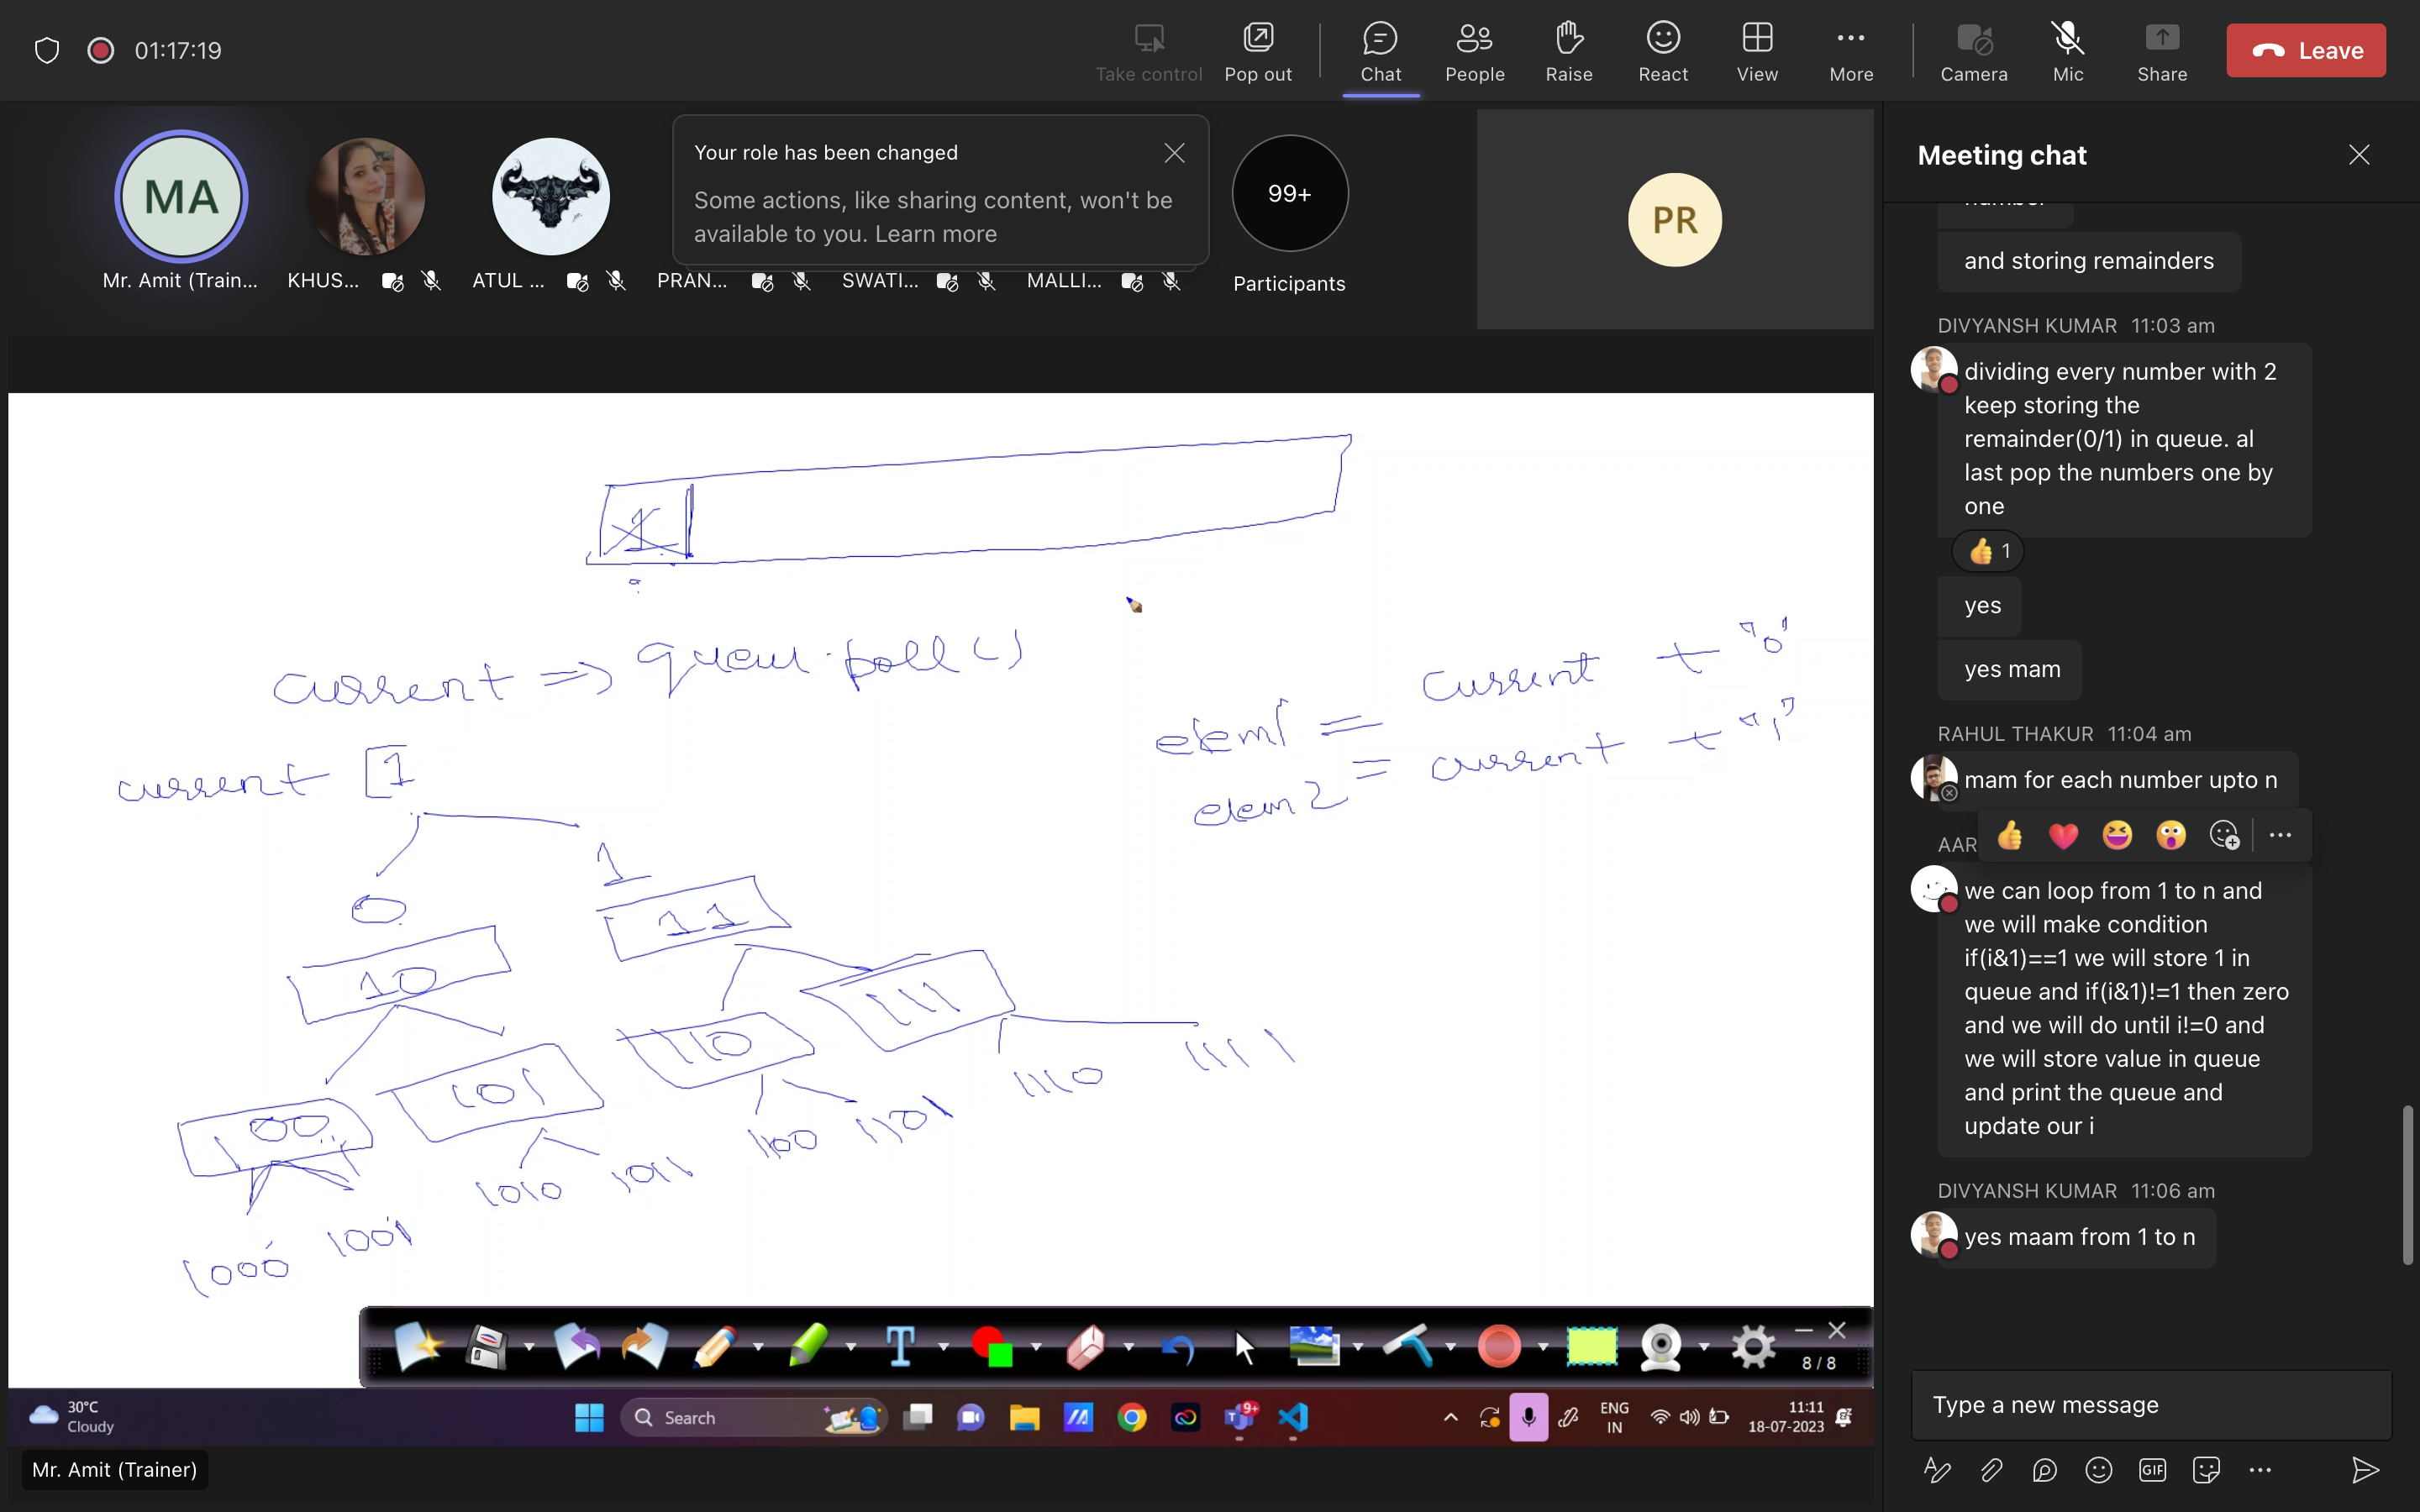 01:17:19
Take control
Pop out
Chat
People
Raise
React
View
More
Camera
Mic
Share
Leave
MA
Mr. Amit (Train...
KHUS...
ATUL ...
PRAN...
SWATI...
MALLI...
Your role has been changed
Some actions, like sharing content, won't be
available to you. Learn more
99+
Participants
PR
1
current => queue.poll()
current [1
elem1 = current + "0"
elem2 = current + "1"
0 1
10 11
100 101 110 111
1000 1001 1010 1011 1100 1101 1110 1111
8 / 8
30°C
Cloudy
Search
9+
ENG
IN
11:11
18-07-2023
Mr. Amit (Trainer)
Meeting chat
and storing remainders
DIVYANSH KUMAR 11:03 am
dividing every number with 2
keep storing the
remainder(0/1) in queue. al
last pop the numbers one by
one
👍 1
yes
yes mam
RAHUL THAKUR 11:04 am
mam for each number upto n
AAR
we can loop from 1 to n and
we will make condition
if(i&1)==1 we will store 1 in
queue and if(i&1)!=1 then zero
and we will do until i!=0 and
we will store value in queue
and print the queue and
update our i
DIVYANSH KUMAR 11:06 am
yes maam from 1 to n
Type a new message
GIF